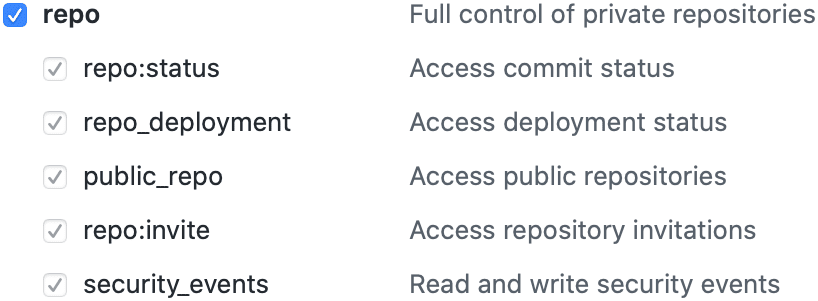 repo Full control of private repositories
repo:status Access commit status
repo_deployment Access deployment status
public_repo Access public repositories
repo:invite Access repository invitations
security_events Read and write security events